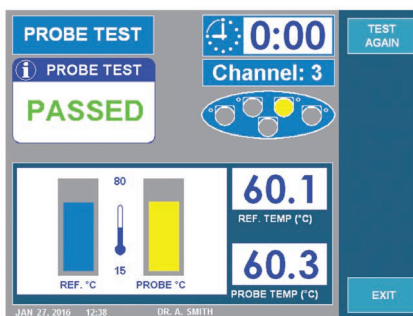 PROBE TEST
0:00
TEST
AGAIN
i PROBE TEST
PASSED
Channel: 3
80
15
REF. °C
PROBE °C
60.1
REF. TEMP (°C)
60.3
PROBE TEMP (°C)
EXIT
JAN 27, 2016 12:38 DR. A. SMITH